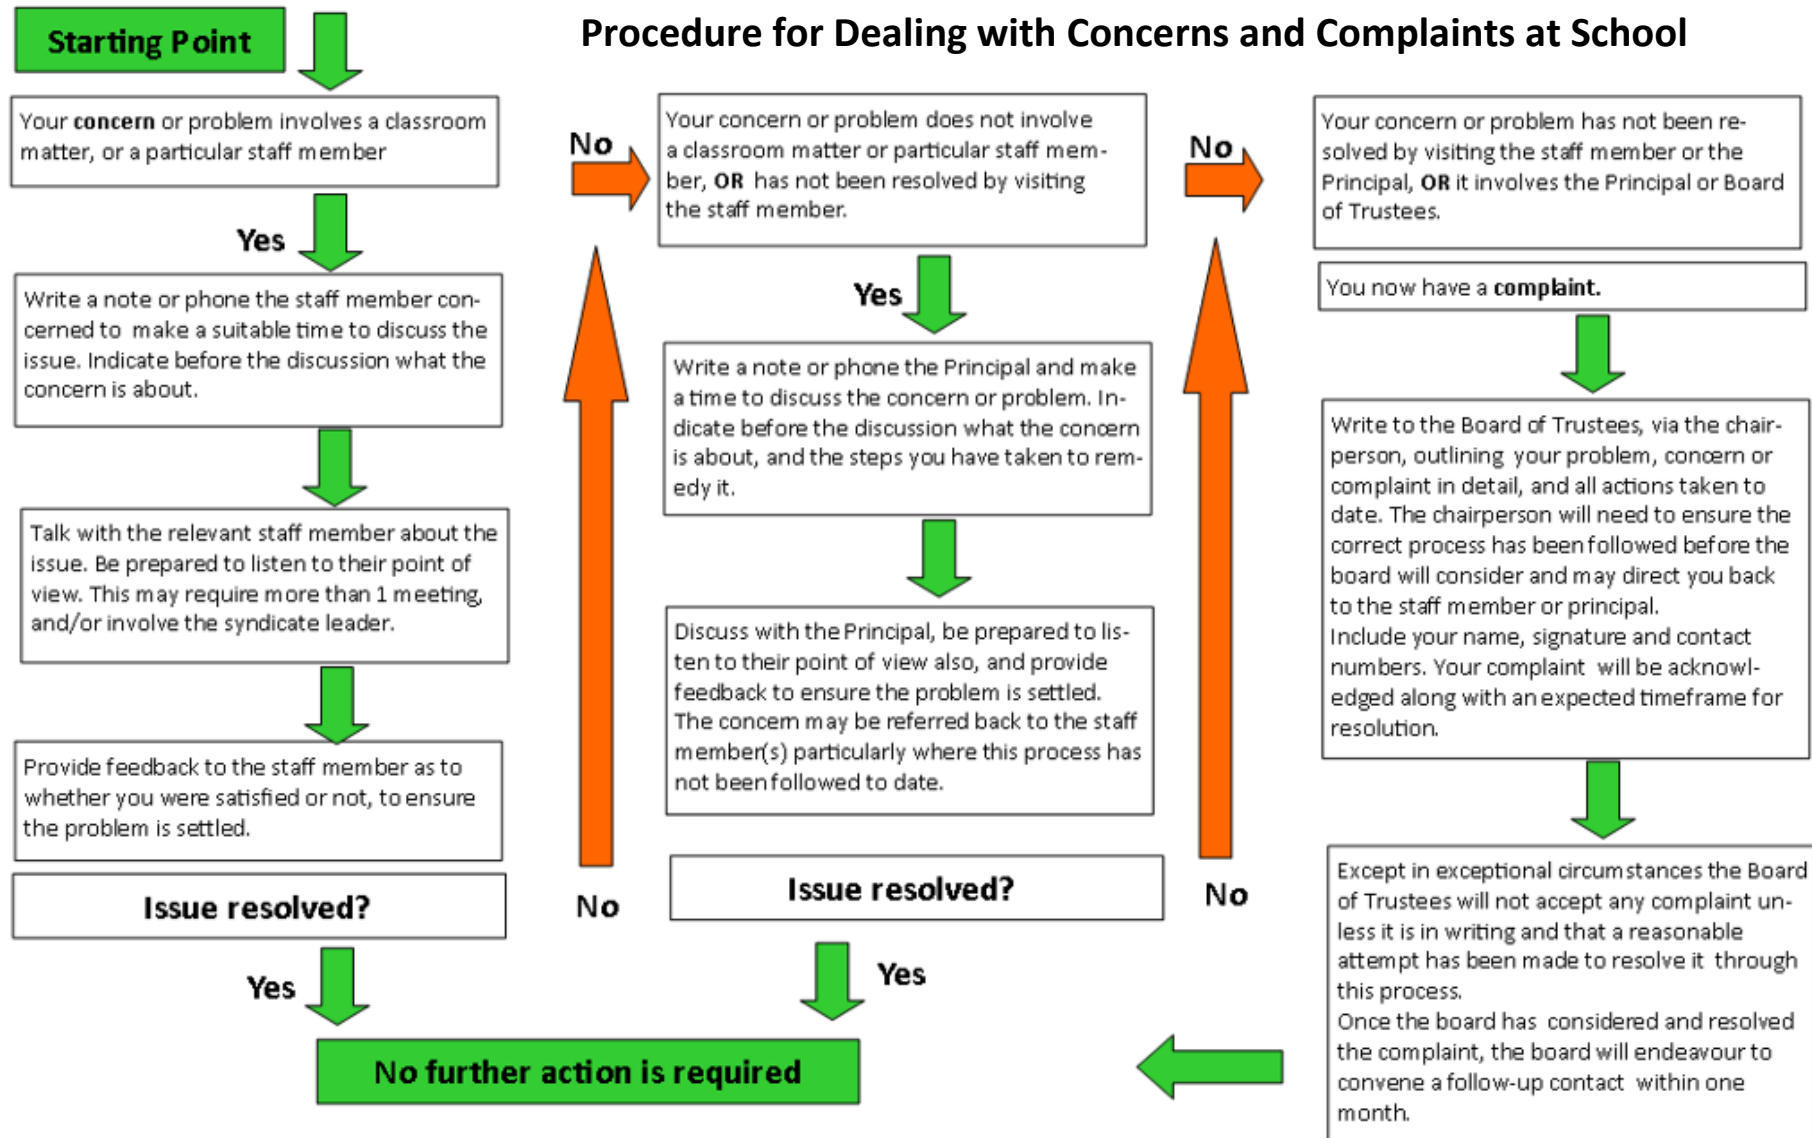 Starting Point
Procedure for Dealing with Concerns and Complaints at School
Your concern or problem involves a classroom
matter, or a particular staff member
Yes
Write a note or phone the staff member con-
cerned to make a suitable time to discuss the
issue. Indicate before the discussion what the
concern is about.
Talk with the relevant staff member about the
issue. Be prepared to listen to their point of
view. This may require more than 1 meeting,
and/or involve the syndicate leader.
Provide feedback to the staff member as to
whether you were satisfied or not, to ensure
the problem is settled.
Issue resolved?
Yes
No
No
Your concern or problem does not involve
a classroom matter or particular staff mem-
ber, OR has not been resolved by visiting
the staff member.
Yes
Write a note or phone the Principal and make
a time to discuss the concern or problem. In-
dicate before the discussion what the concern
is about, and the steps you have taken to rem-
edy it.
Discuss with the Principal, be prepared to lis-
ten to their point of view also, and provide
feedback to ensure the problem is settled.
The concern may be referred back to the staff
member(s) particularly where this process has
not been followed to date.
Issue resolved?
Yes
No
No
Your concern or problem has not been re-
solved by visiting the staff member or the
Principal, OR it involves the Principal or Board
of Trustees.
You now have a complaint.
Write to the Board of Trustees, via the chair-
person, outlining your problem, concern or
complaint in detail, and all actions taken to
date. The chairperson will need to ensure the
correct process has been followed before the
board will consider and may direct you back
to the staff member or principal.
Include your name, signature and contact
numbers. Your complaint will be acknowl-
edged along with an expected timeframe for
resolution.
Except in exceptional circumstances the Board
of Trustees will not accept any complaint un-
less it is in writing and that a reasonable
attempt has been made to resolve it through
this process.
Once the board has considered and resolved
the complaint, the board will endeavour to
convene a follow-up contact within one
month.
No further action is required